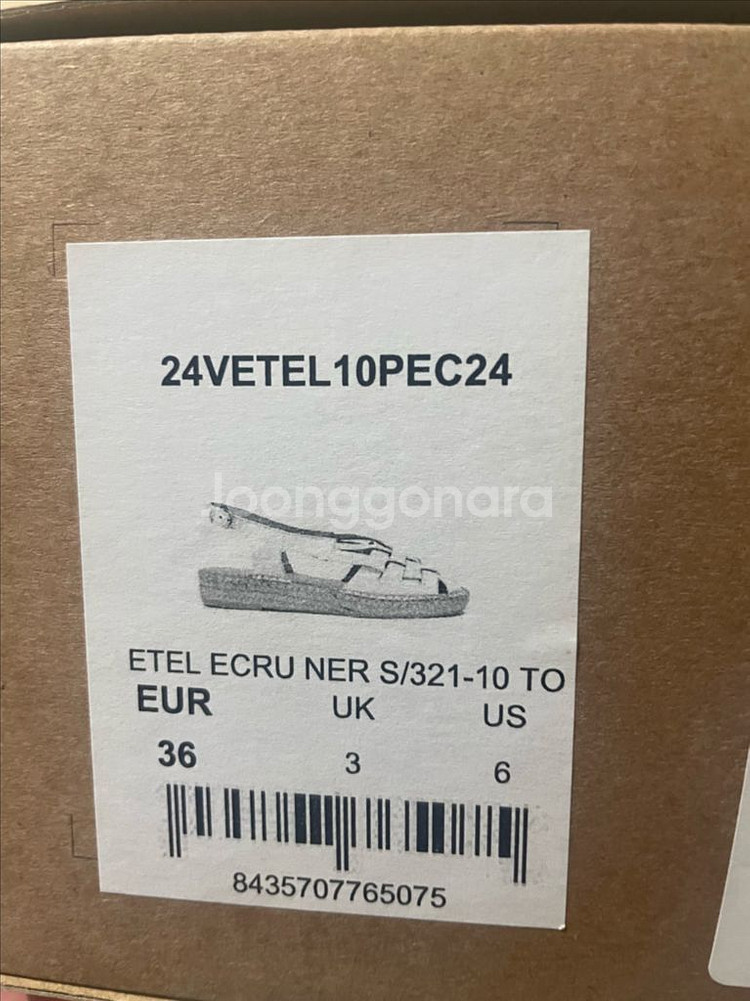 24VETEL10PEC24
Joonggonara
ETEL ECRU NER S/321-10 TO
EUR UK US
36 3 6
8435707765075